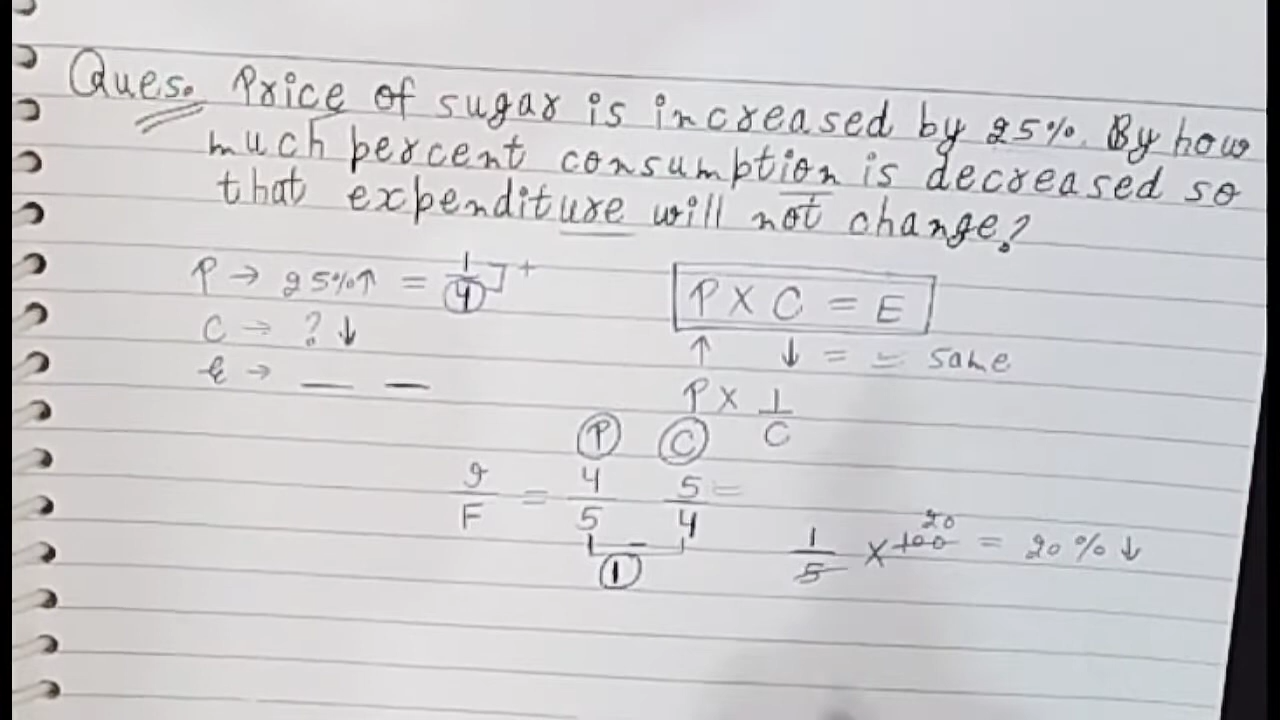 Ques. Price of sugar is increased by 25%. By how
much percent consumption is decreased so
that expenditure will not change?
P → 25%↑ = 1/4 +
P X C = E
C → ? ↓
↑ ↓ = = same
E → — —
P X 1/C
P C
I/F = 4/5 5/4 =
1
1/5 X 100 20 = 20%↓